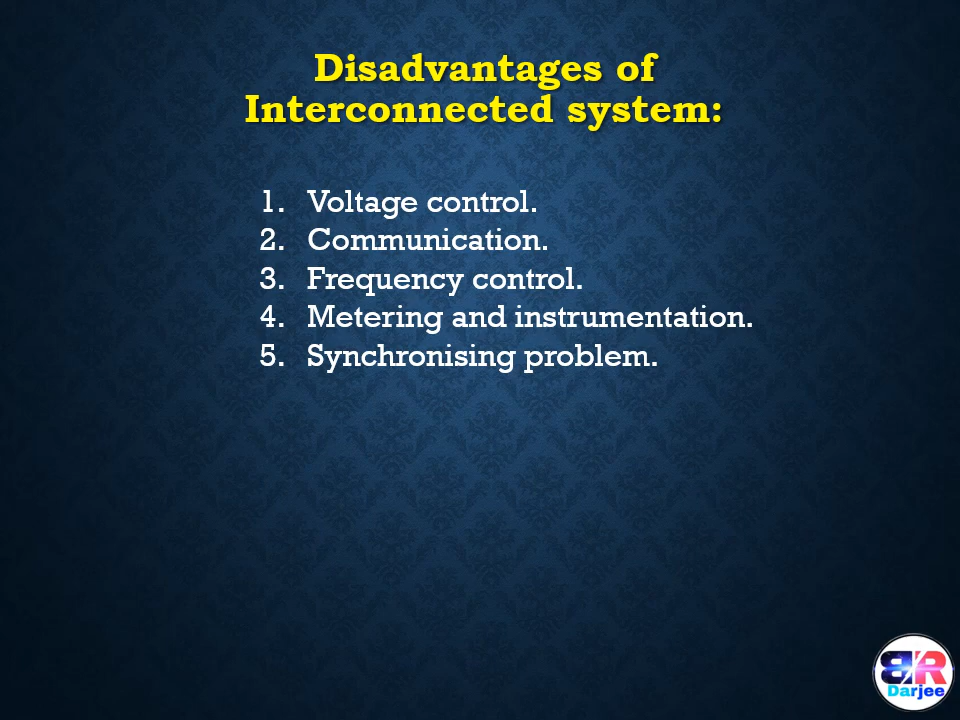 Disadvantages of
Interconnected system:
1. Voltage control.
2. Communication.
3. Frequency control.
4. Metering and instrumentation.
5. Synchronising problem.
BR
Darjee